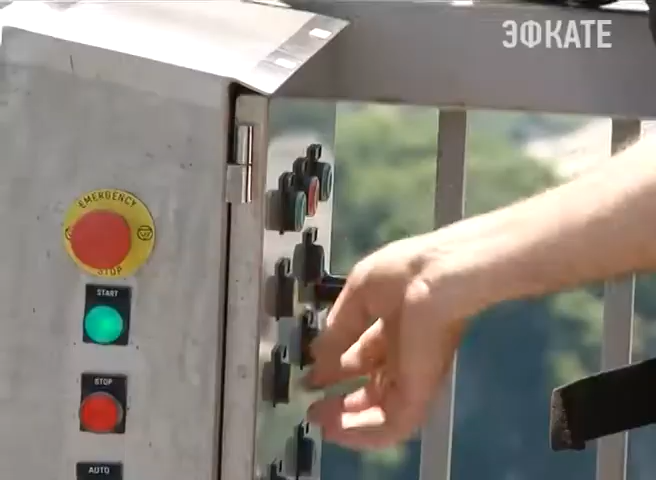 ЭФКАТЕ
EMERGENCY
STOP
START
STOP
AUTO